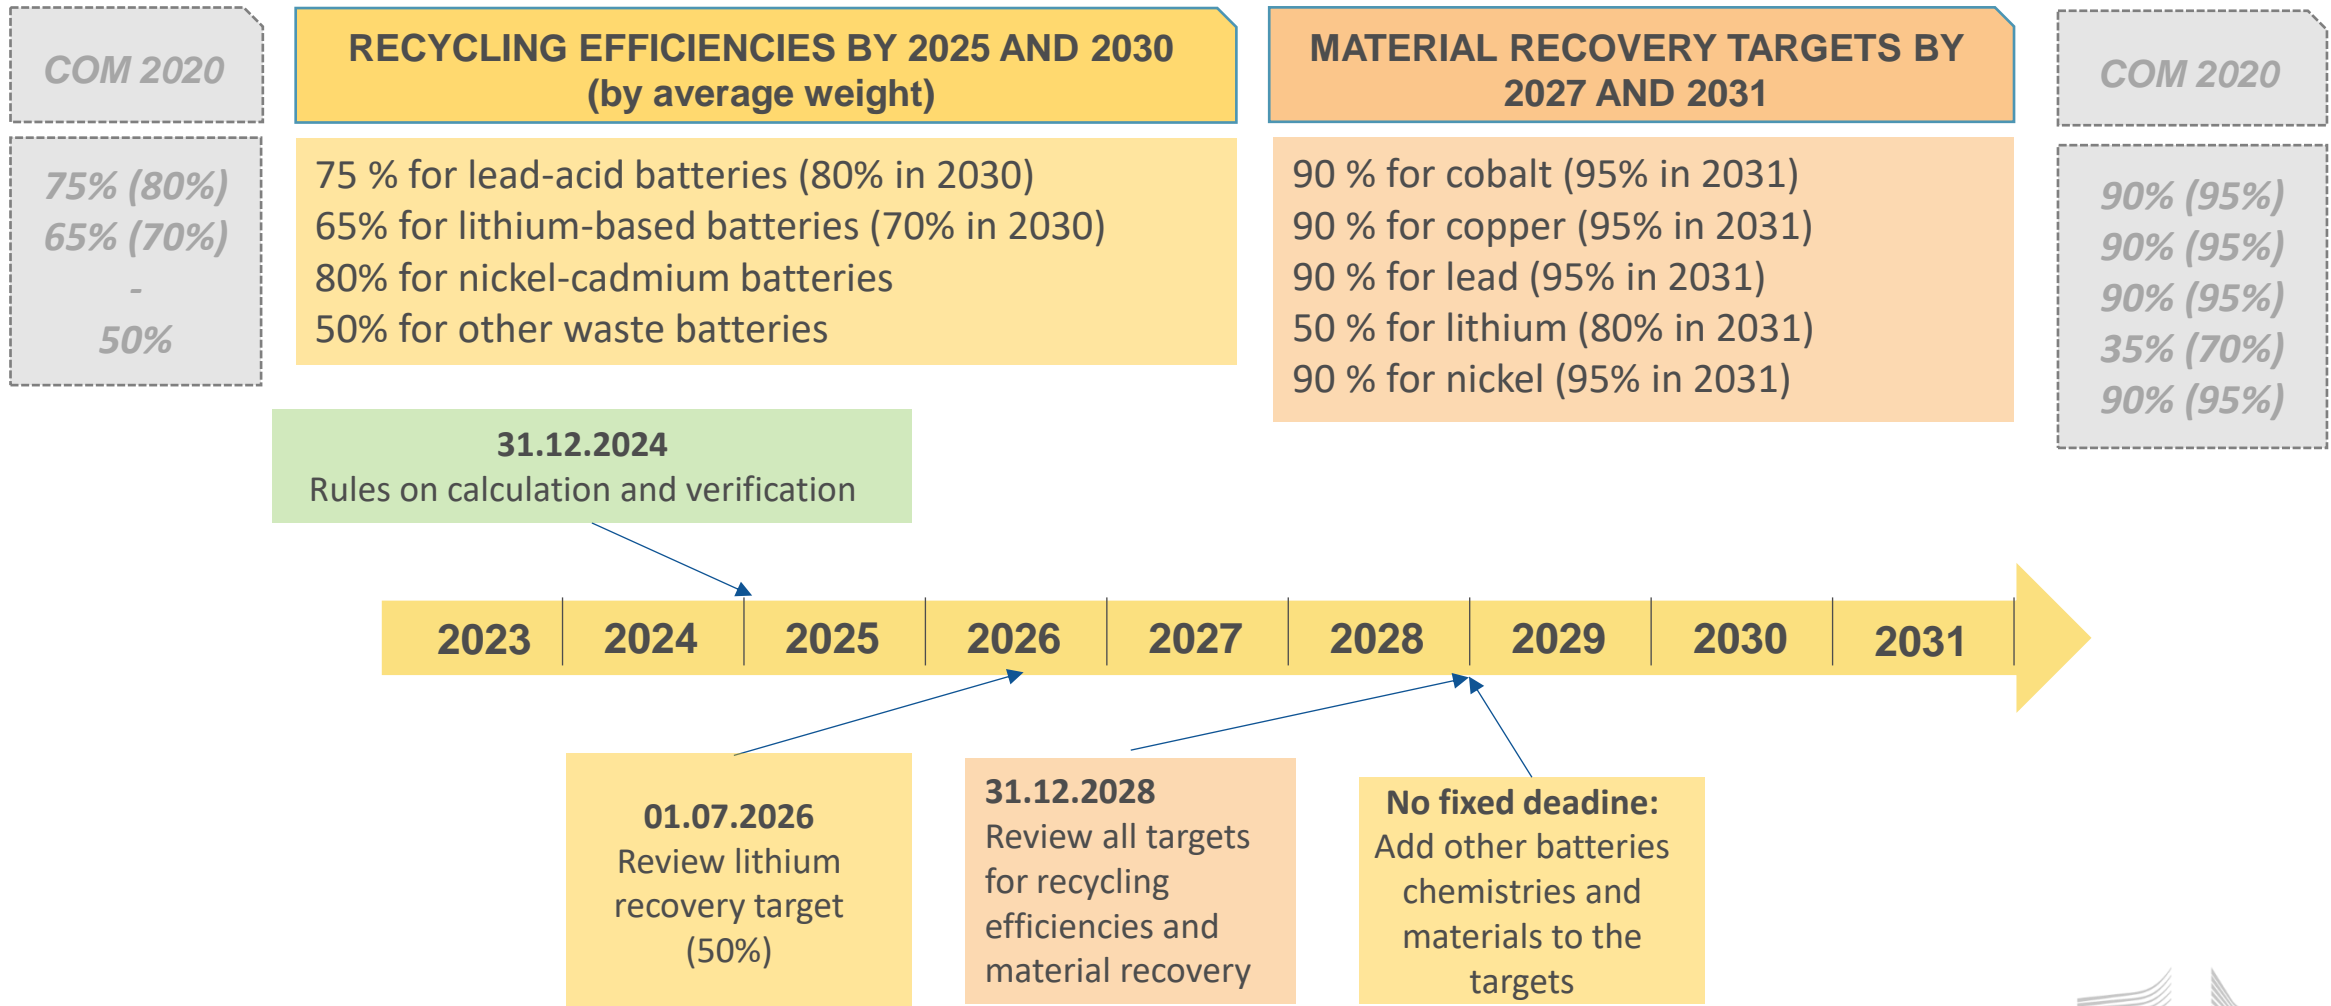 COM 2020
75% (80%)
65% (70%)
-
50%
RECYCLING EFFICIENCIES BY 2025 AND 2030
(by average weight)
75 % for lead-acid batteries (80% in 2030)
65% for lithium-based batteries (70% in 2030)
80% for nickel-cadmium batteries
50% for other waste batteries
MATERIAL RECOVERY TARGETS BY
2027 AND 2031
90 % for cobalt (95% in 2031)
90 % for copper (95% in 2031)
90 % for lead (95% in 2031)
50 % for lithium (80% in 2031)
90 % for nickel (95% in 2031)
COM 2020
90% (95%)
90% (95%)
90% (95%)
35% (70%)
90% (95%)
31.12.2024
Rules on calculation and verification
2023 2024 2025 2026 2027 2028 2029 2030 2031
01.07.2026
Review lithium
recovery target
(50%)
31.12.2028
Review all targets
for recycling
efficiencies and
material recovery
No fixed deadine:
Add other batteries
chemistries and
materials to the
targets